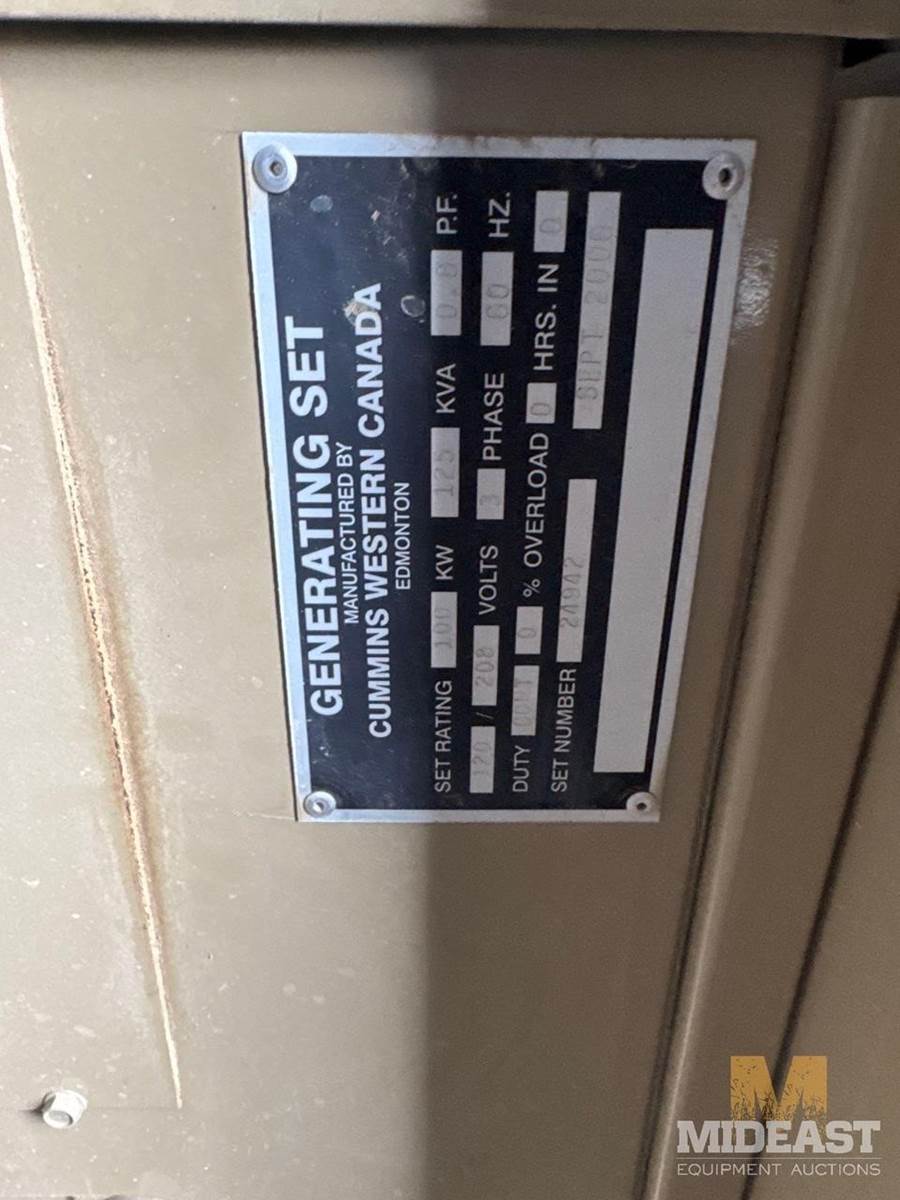 GENERATING SET
MANUFACTURED BY
CUMMINS WESTERN CANADA
EDMONTON
SET RATING 100 KW 125 KVA 0.8 P.F.
120 / 208 VOLTS 3 PHASE 60 HZ.
DUTY CONT 0 % OVERLOAD 0 HRS. IN 0
SET NUMBER 24942 SEPT 2006
M
MIDEAST
EQUIPMENT AUCTIONS